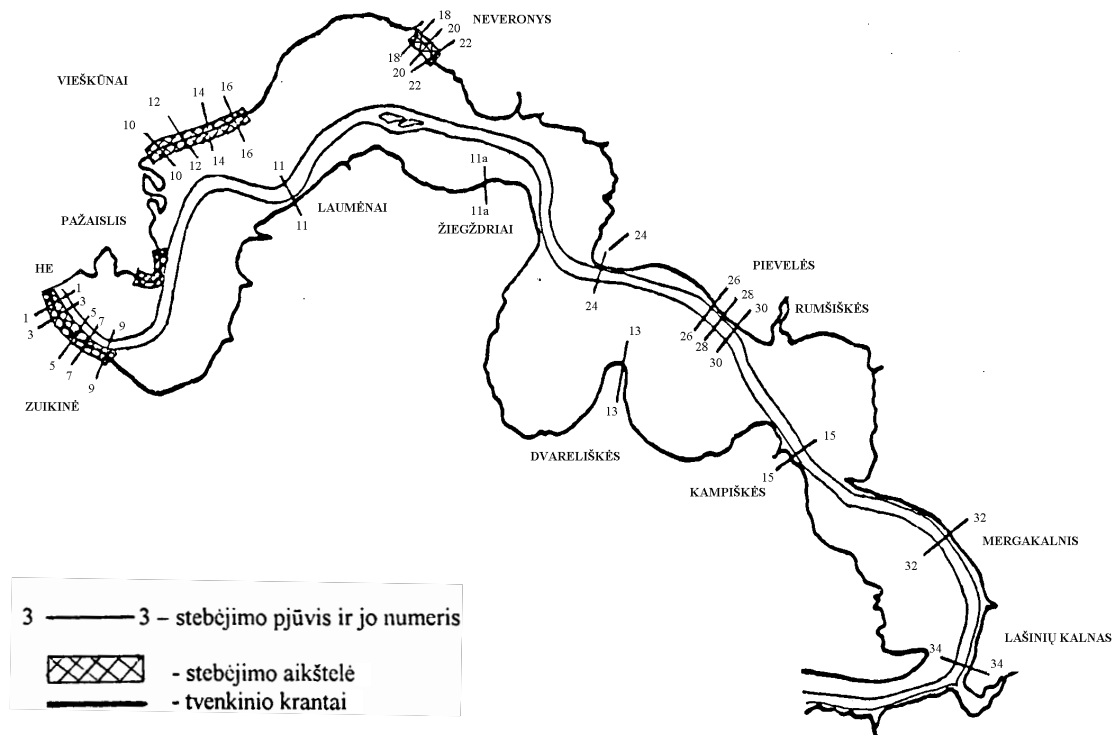 18
NEVERONYS
20
22
18
20
22
VIEŠKŪNAI
16
14
12
10
16
14
12
10
11
11a
11
LAUMĖNAI
11a
ŽIEGŽDRIAI
PAŽAISLIS
24
24
HE
1
3
5
7
9
1
3
5
7
9
ZUIKINĖ
PIEVELĖS
26
28
30
RUMŠIŠKĖS
26
28
30
13
13
DVARELIŠKĖS
15
15
KAMPIŠKĖS
32
MERGAKALNIS
32
LAŠINIŲ KALNAS
34
34
3 3 – stebėjimo pjūvis ir jo numeris
- stebėjimo aikštelė
- tvenkinio krantai